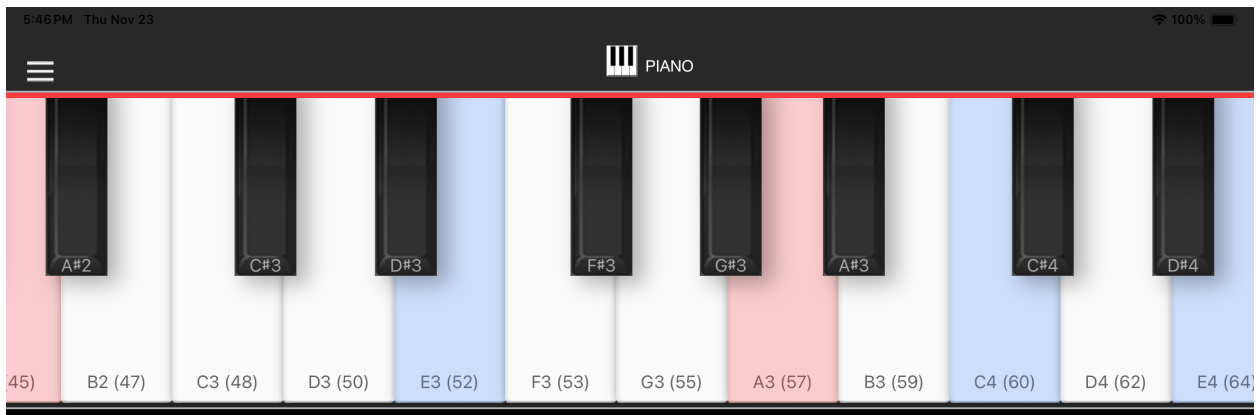 5:46 PM Thu Nov 23 100%
PIANO
A#2 C#3 D#3 F#3 G#3 A#3 C#4 D#4
45) B2 (47) C3 (48) D3 (50) E3 (52) F3 (53) G3 (55) A3 (57) B3 (59) C4 (60) D4 (62) E4 (64)